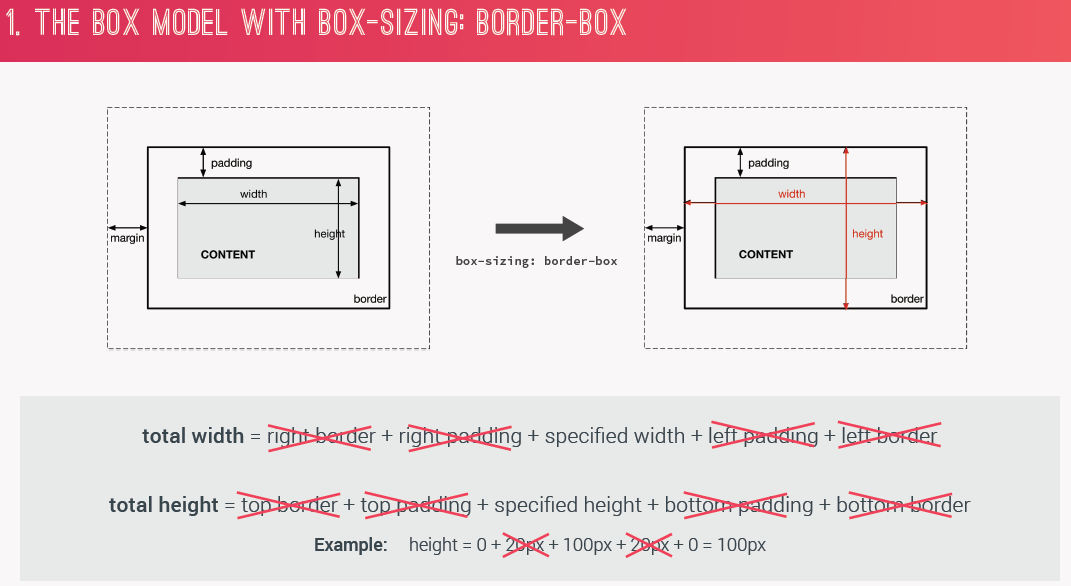 1. THE BOX MODEL WITH BOX-SIZING: BORDER-BOX
padding
width
height
margin
CONTENT
border
box-sizing: border-box
padding
width
margin
height
CONTENT
border
total width = right border + right padding + specified width + left padding + left border
total height = top border + top padding + specified height + bottom padding + bottom border
Example: height = 0 + 20px + 100px + 20px + 0 = 100px